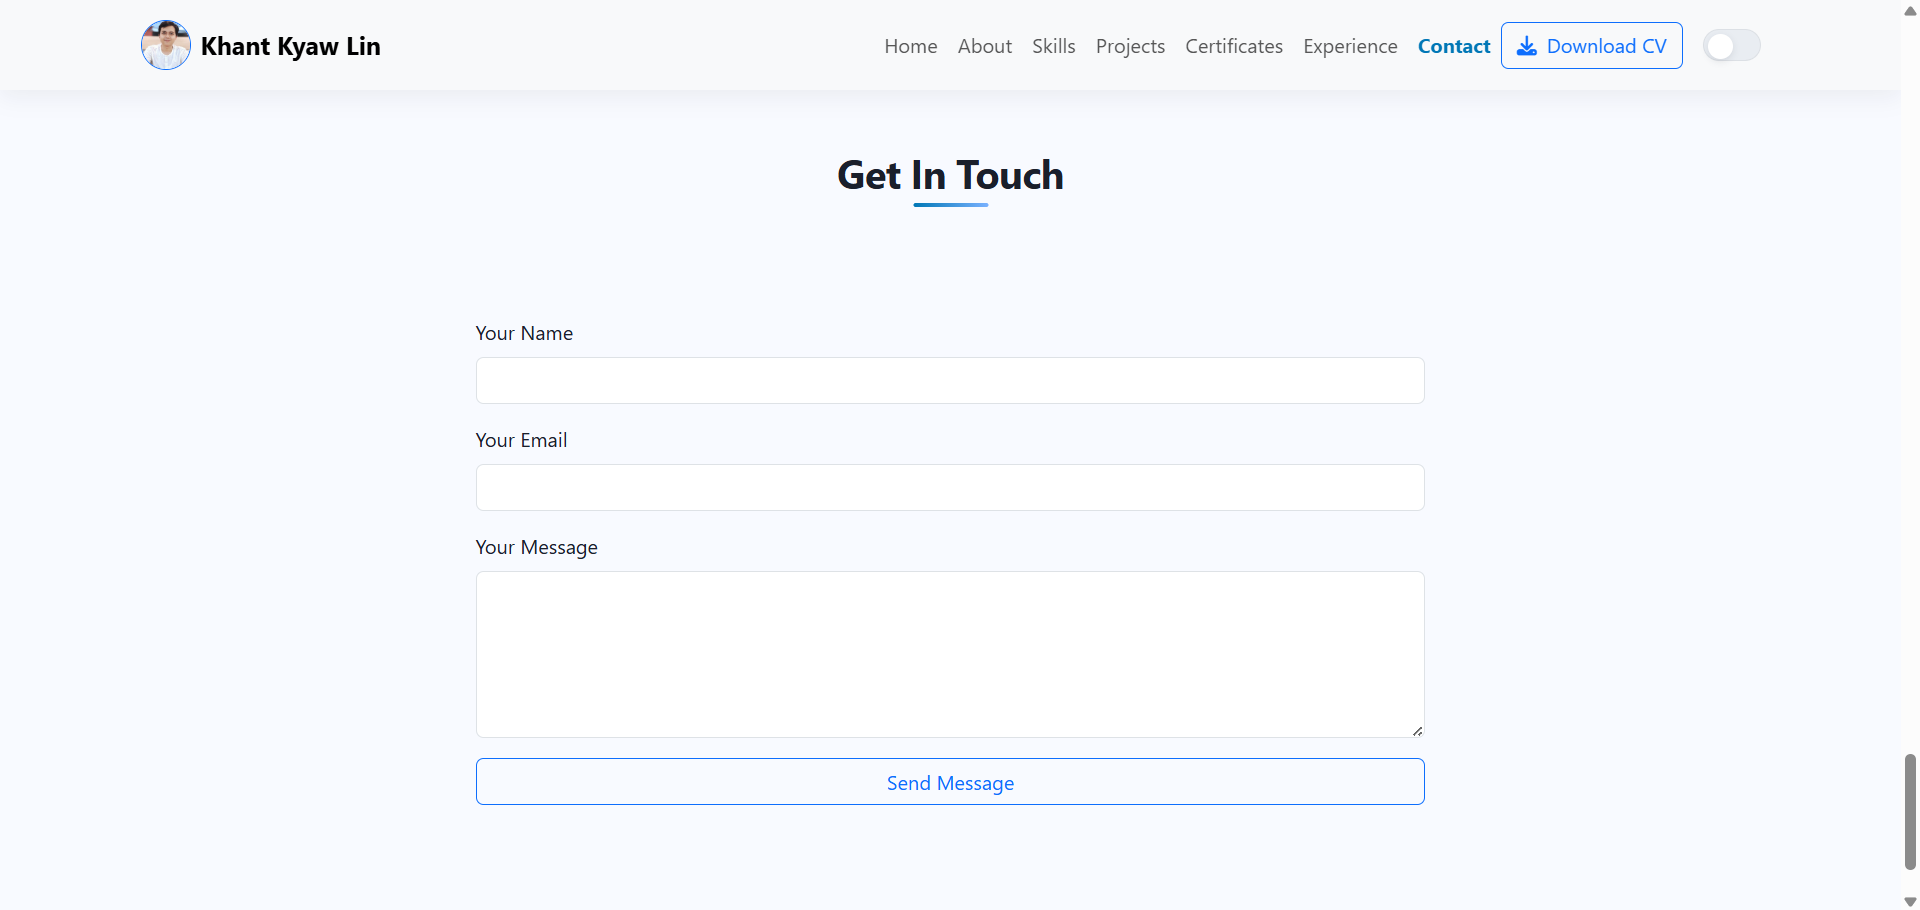 Khant Kyaw Lin
Home About Skills Projects Certificates Experience Contact Download CV
Get In Touch
Your Name
Your Email
Your Message
Send Message